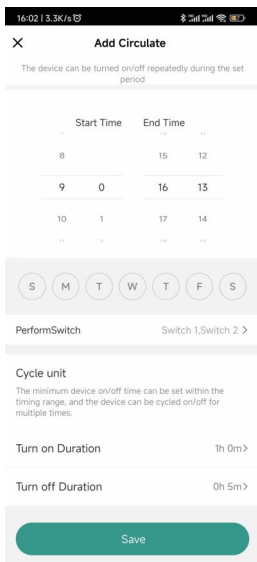 16:02 | 3.3K/s
Add Circulate
The device can be turned on/off repeatedly during the set
period
Start Time End Time
8 15 12
9 0 16 13
10 1 17 14
S M T W T F S
PerformSwitch Switch 1,Switch 2 >
Cycle unit
The minimum device on/off time can be set within the
timing range, and the device can be cycled on/off for
multiple times.
Turn on Duration 1h 0m >
Turn off Duration 0h 5m >
Save